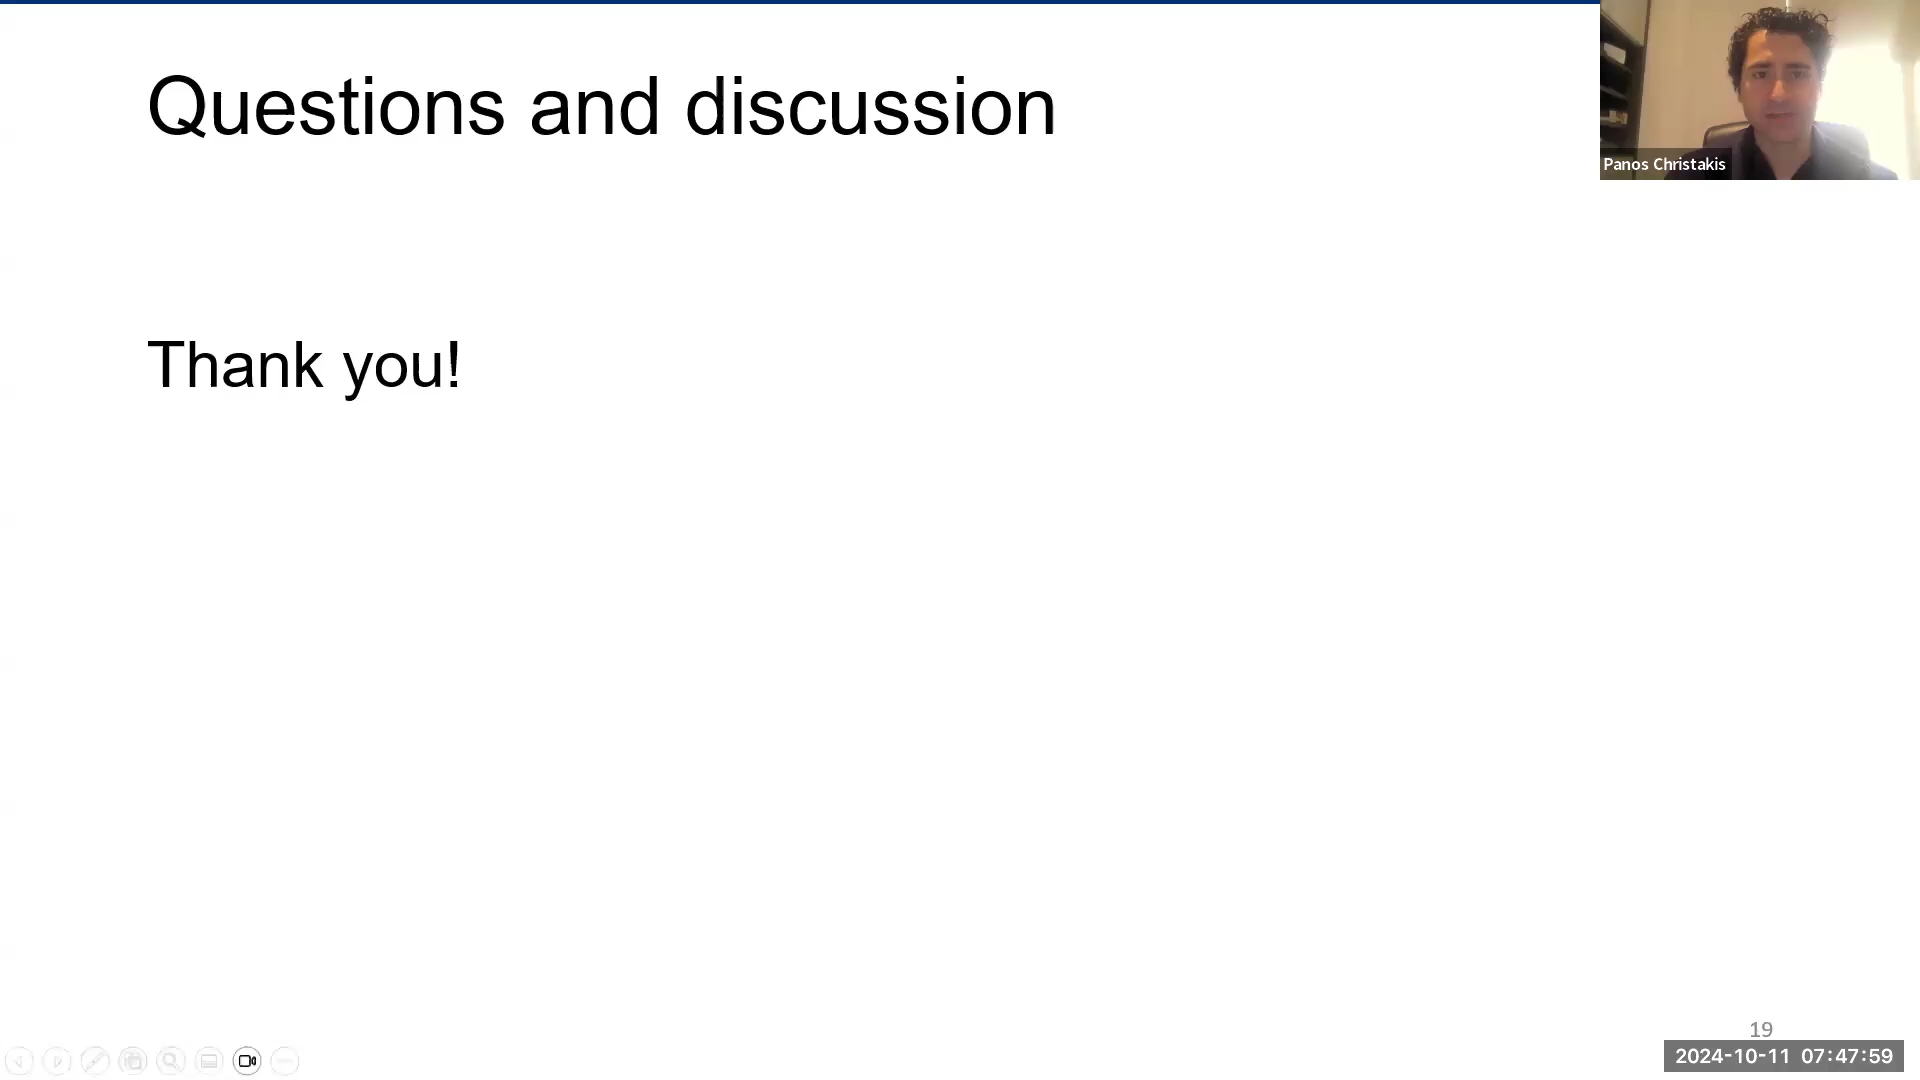 Questions and discussion
Panos Christakis
Thank you!
19
2024-10-11 07:47:59